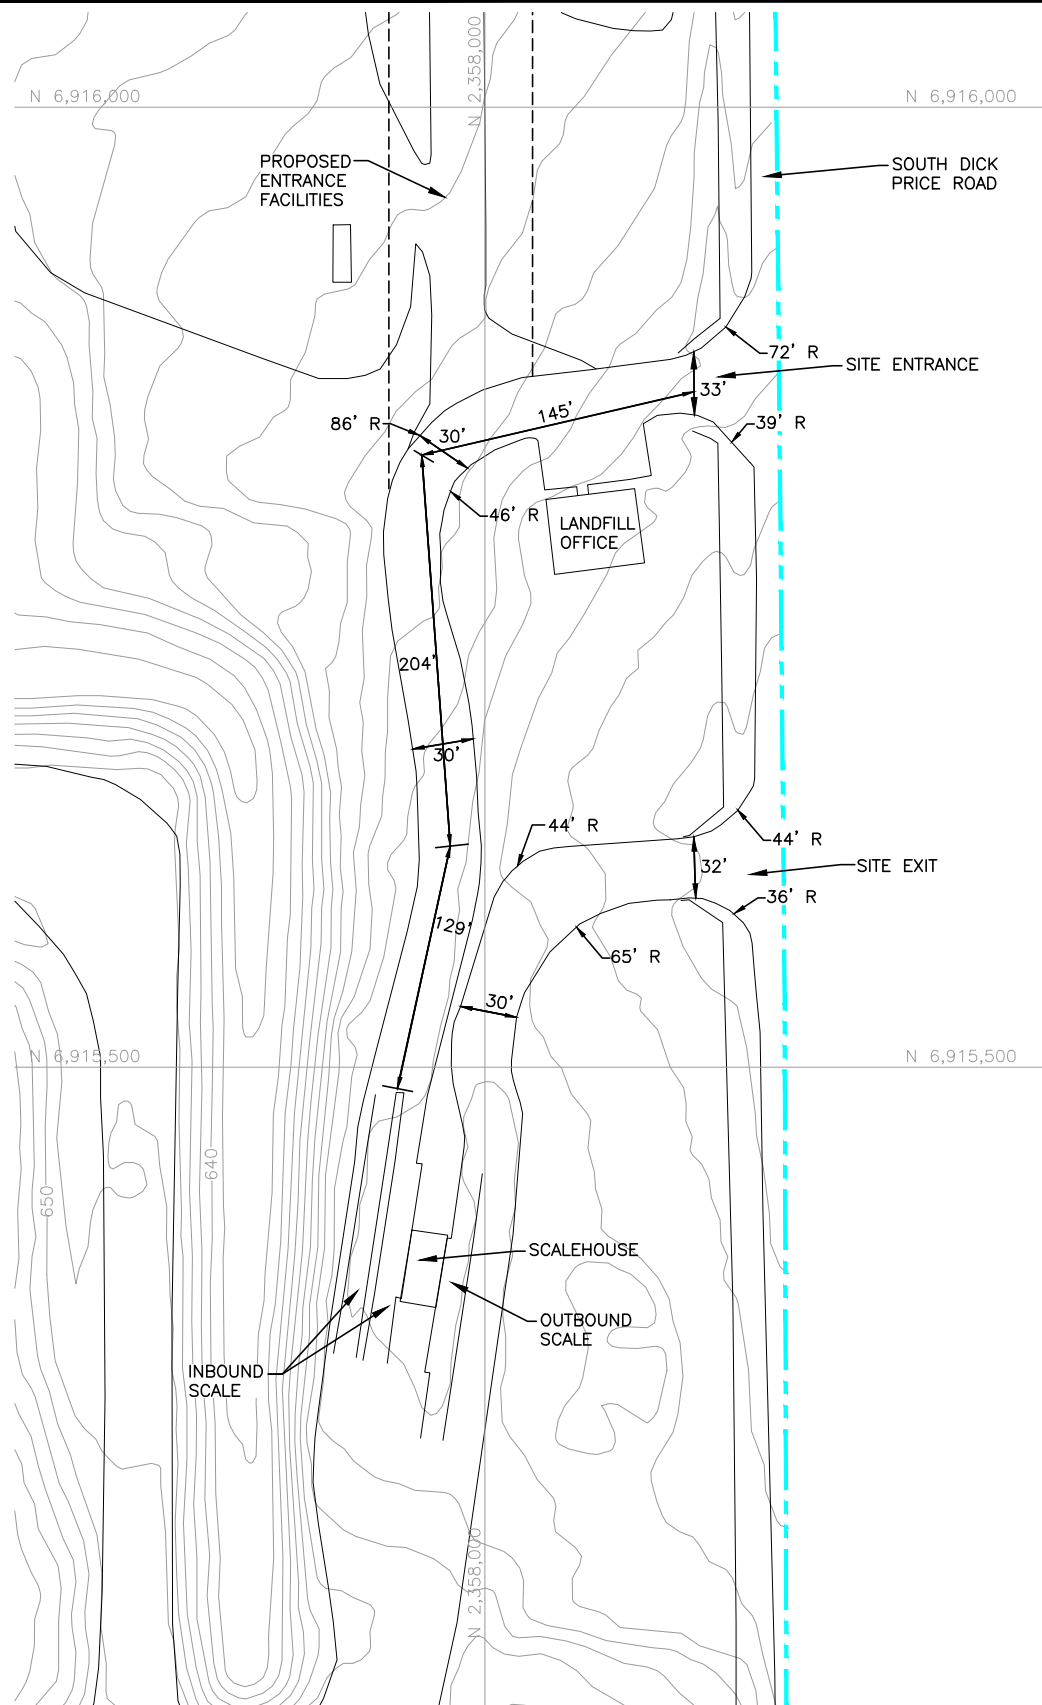 2,358,000
N
N 6,916,000
N 6,916,000
PROPOSED
ENTRANCE
FACILITIES
SOUTH DICK
PRICE ROAD
72' R
SITE ENTRANCE
33'
145'
86' R
30'
39' R
46' R
LANDFILL
OFFICE
204'
30'
44' R
44' R
32'
SITE EXIT
36' R
129'
65' R
30'
N 6,915,500
N 6,915,500
640
650
SCALEHOUSE
OUTBOUND
SCALE
INBOUND
SCALE
N 2,358,000